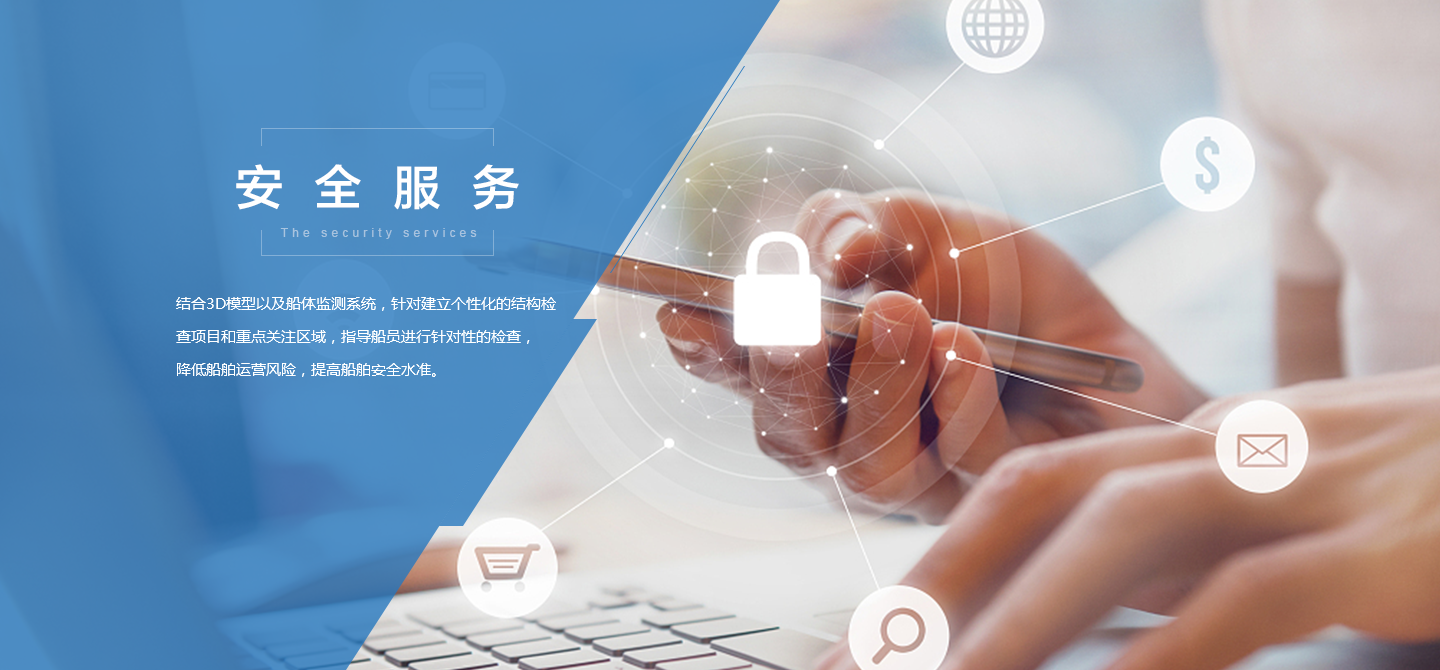 安全服务
The security services
结合3D模型以及船体监测系统，针对建立个性化的结构检
查项目和重点关注区域，指导船员进行针对性的检查，
降低船舶运营风险，提高船舶安全水准。